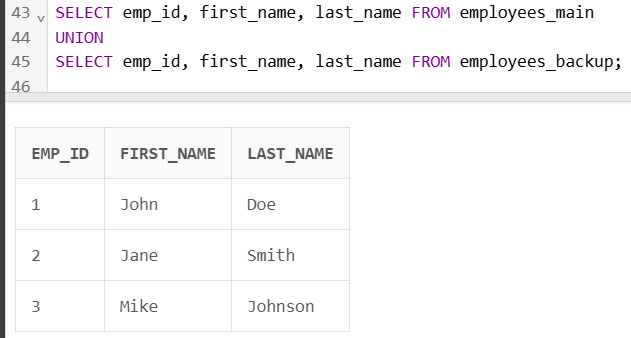 43 SELECT emp_id, first_name, last_name FROM employees_main
44 UNION
45 SELECT emp_id, first_name, last_name FROM employees_backup;
46
EMP_ID FIRST_NAME LAST_NAME
1 John Doe
2 Jane Smith
3 Mike Johnson